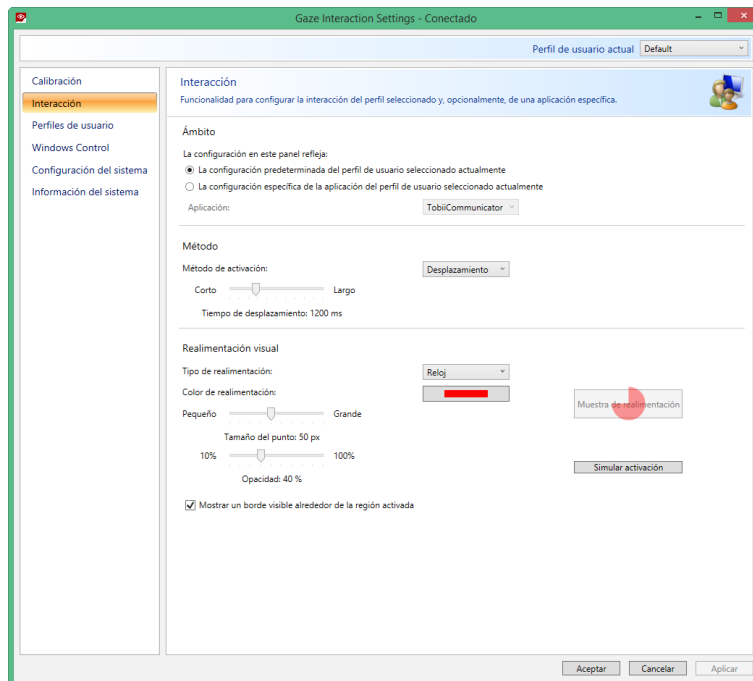 Gaze Interaction Settings - Conectado
Perfil de usuario actual Default
Calibración
Interacción
Perfiles de usuario
Windows Control
Configuración del sistema
Información del sistema
Interacción
Funcionalidad para configurar la interacción del perfil seleccionado y, opcionalmente, de una aplicación específica.
Ámbito
La configuración en este panel refleja:
La configuración predeterminada del perfil de usuario seleccionado actualmente
La configuración específica de la aplicación del perfil de usuario seleccionado actualmente
Aplicación: TobiiCommunicator
Método
Método de activación: Desplazamiento
Corto Largo
Tiempo de desplazamiento: 1200 ms
Realimentación visual
Tipo de realimentación: Reloj
Color de realimentación:
Muestra de realimentación
Pequeño Grande
Tamaño del punto: 50 px
10% 100%
Simular activación
Opacidad: 40 %
Mostrar un borde visible alrededor de la región activada
Aceptar Cancelar Aplicar